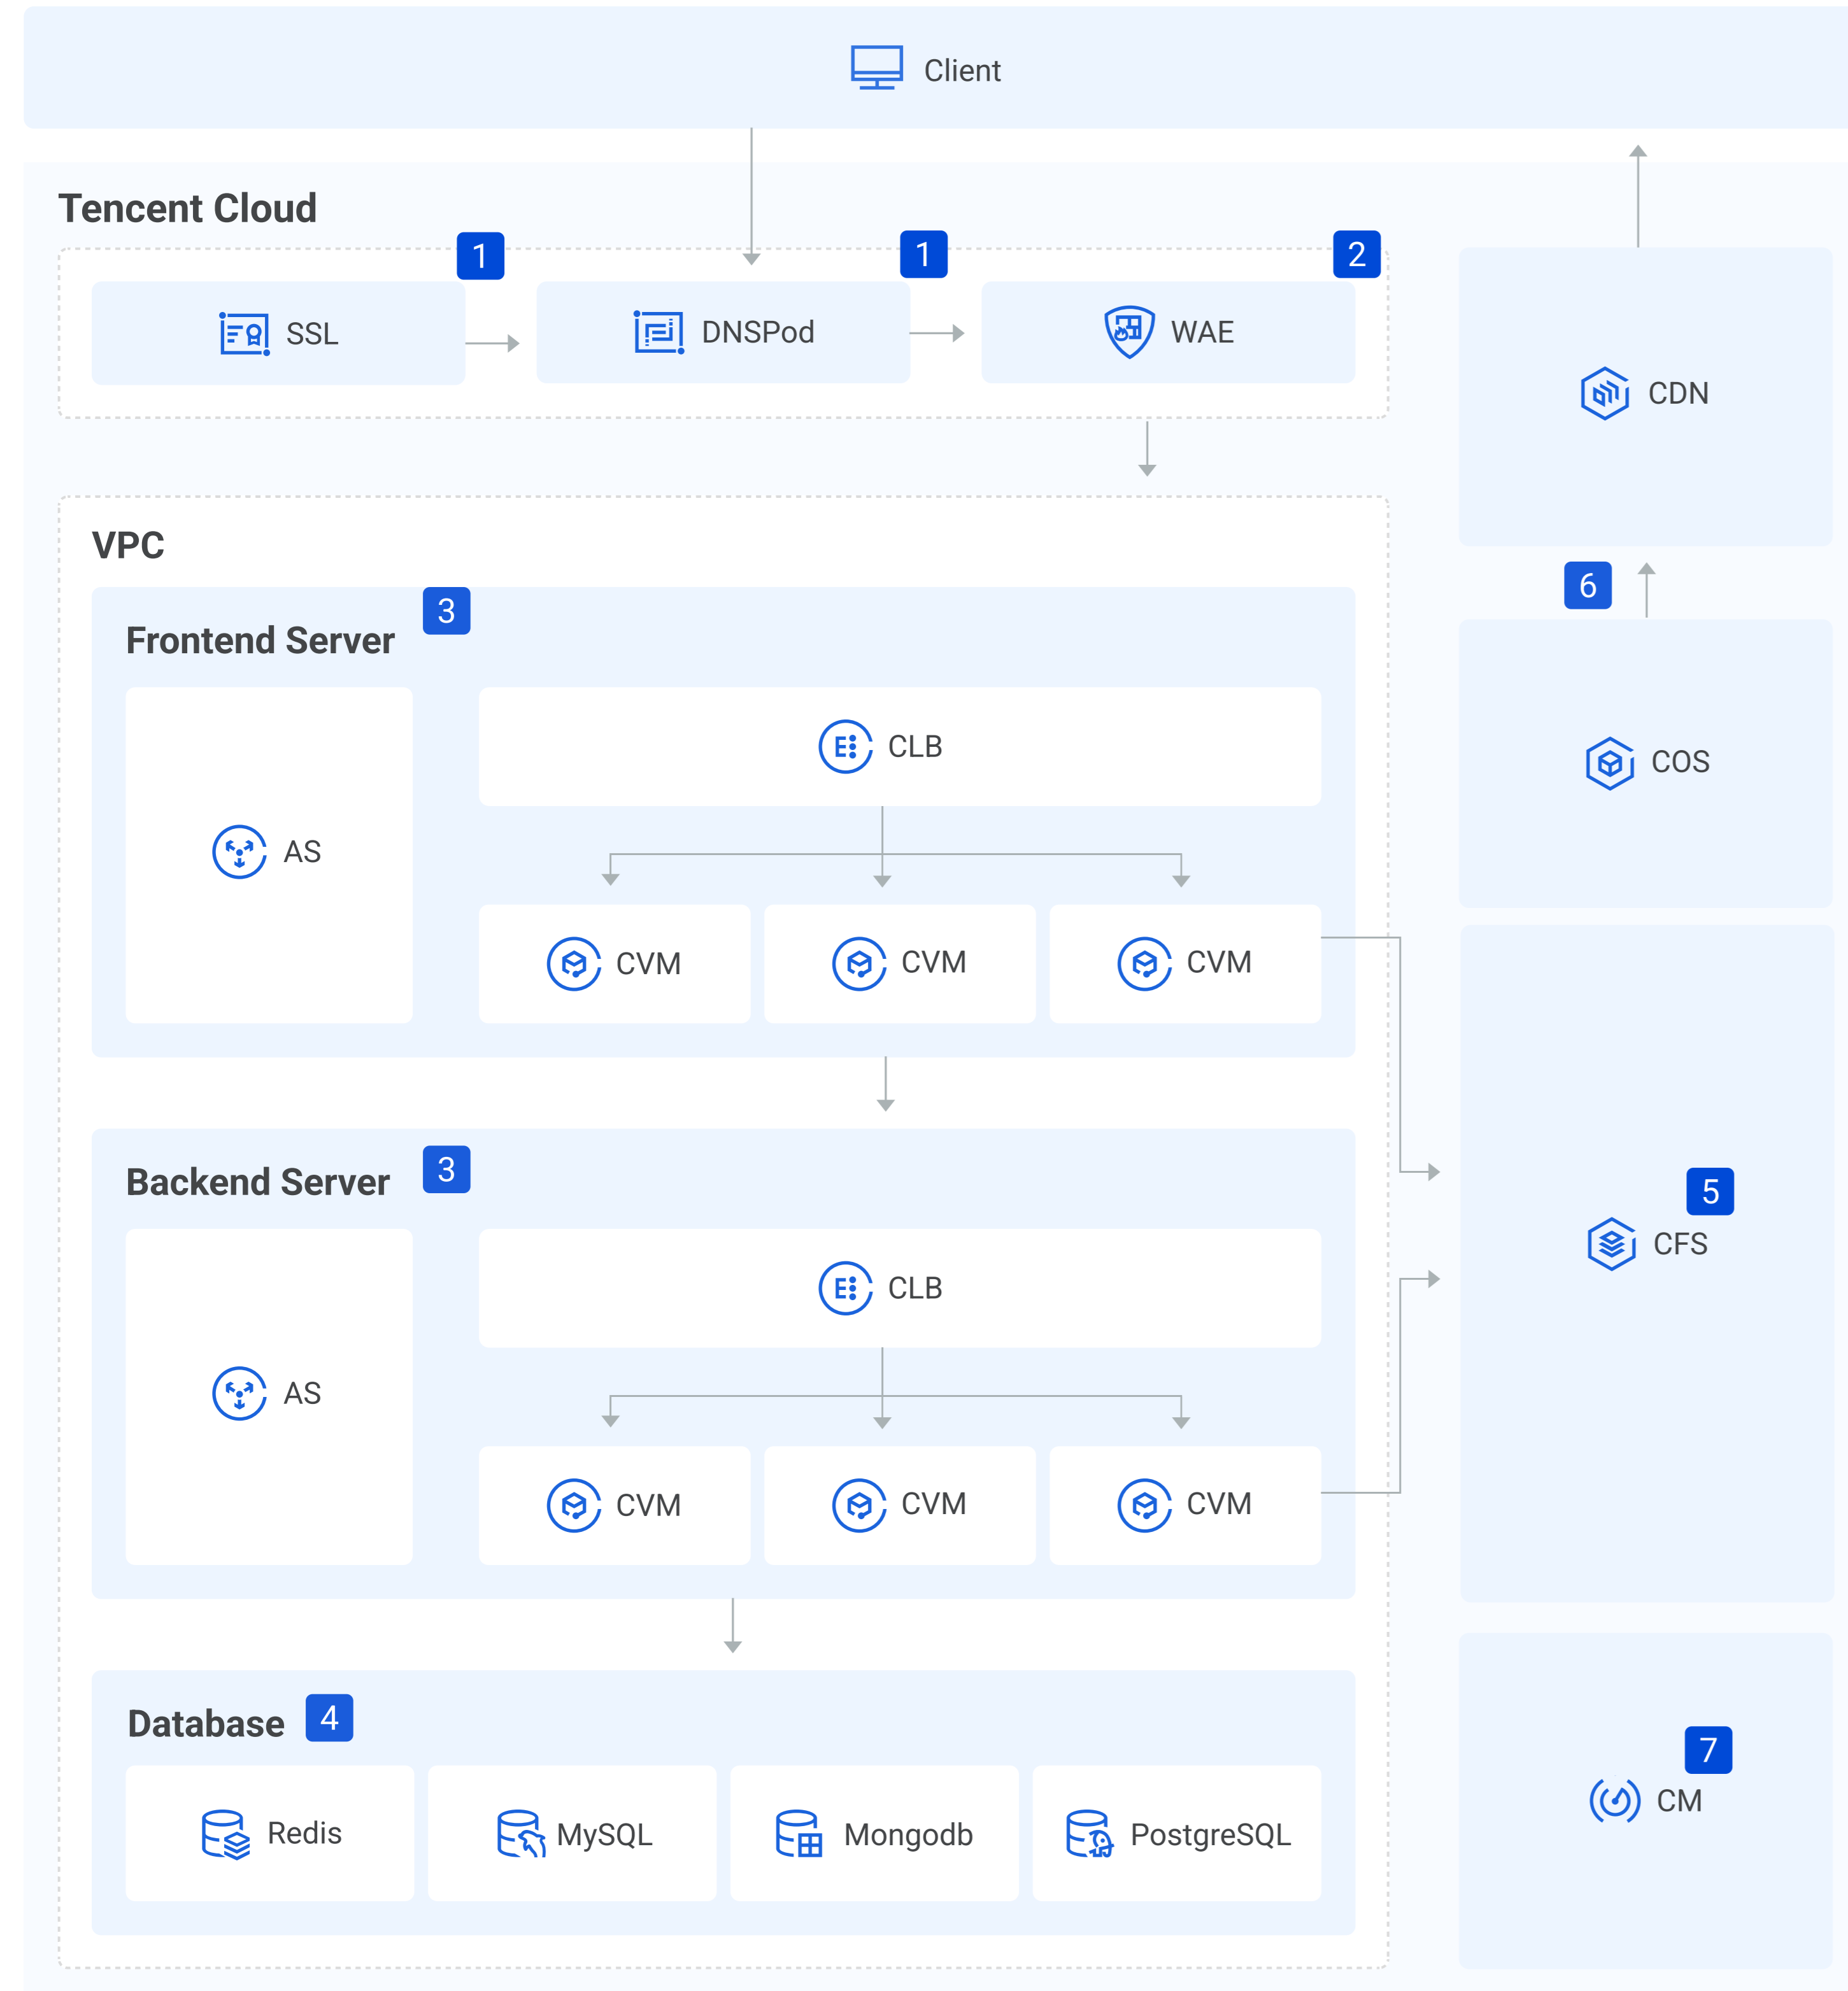 Client
Tencent Cloud
1
1
2
SSL
DNSPod
WAE
CDN
VPC
6
3
Frontend Server
CLB
COS
AS
CVM
CVM
CVM
3
Backend Server
5
CFS
CLB
AS
CVM
CVM
CVM
4
Database
7
CM
Redis
MySQL
Mongodb
PostgreSQL